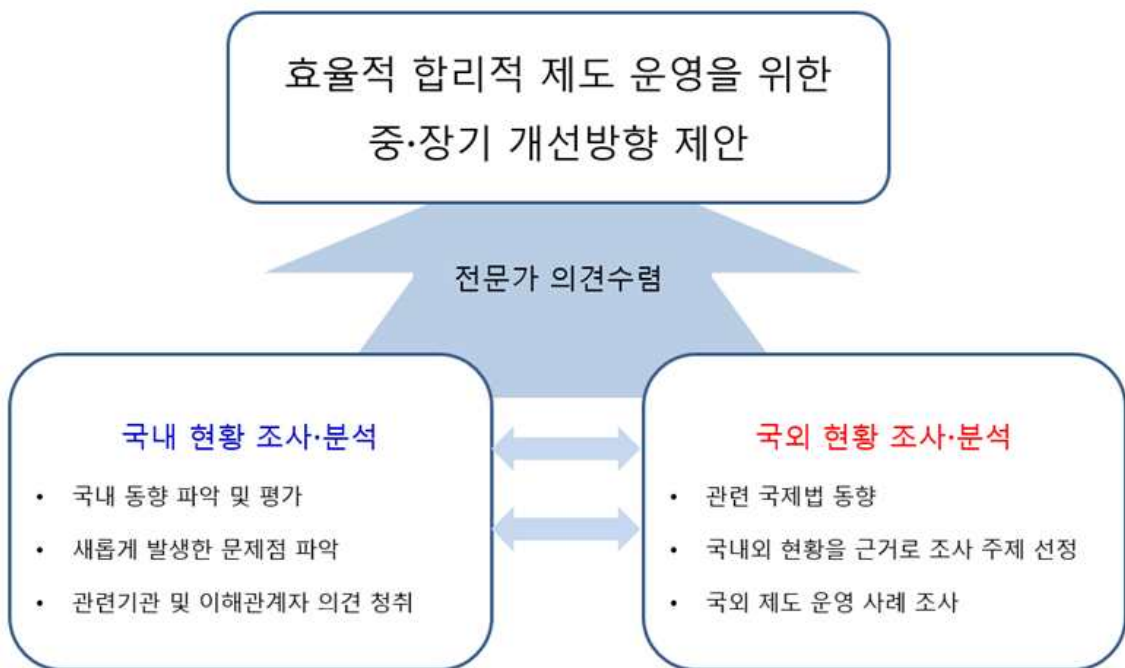 효율적 합리적 제도 운영을 위한
중·장기 개선방향 제안
전문가 의견수렴
국내 현황 조사·분석
• 국내 동향 파악 및 평가
• 새롭게 발생한 문제점 파악
• 관련기관 및 이해관계자 의견 청취
국외 현황 조사·분석
• 관련 국제법 동향
• 국내외 현황을 근거로 조사 주제 선정
• 국외 제도 운영 사례 조사